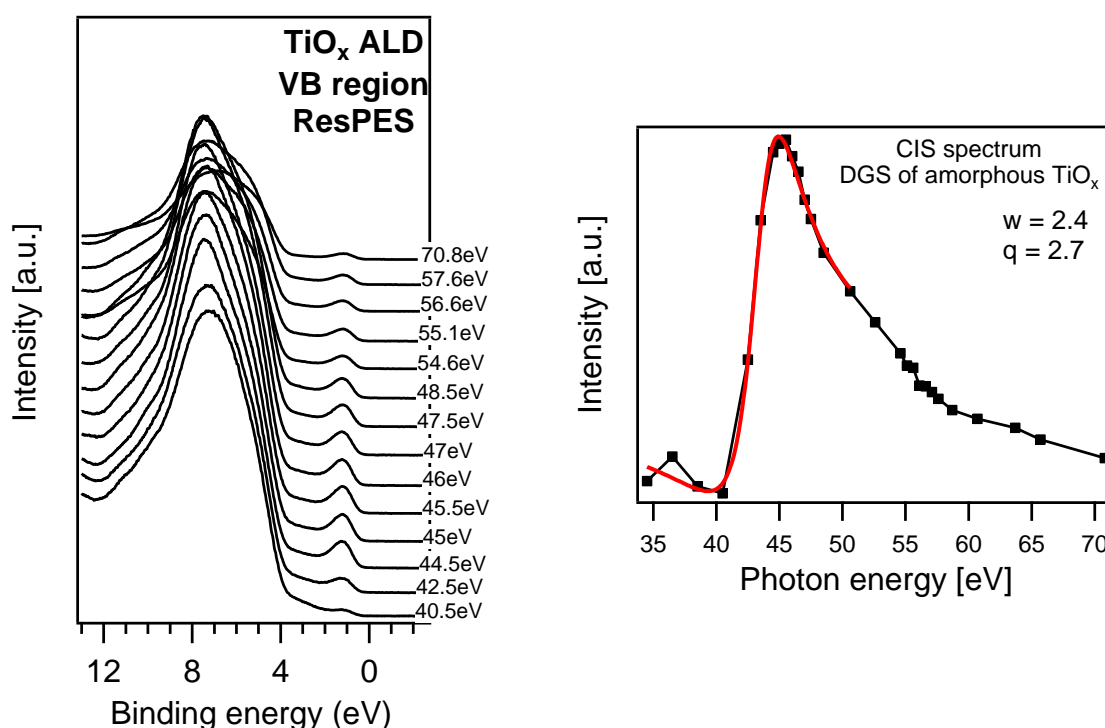 TiOx ALD
VB region
ResPES
Intensity [a.u.]
70.8eV
57.6eV
56.6eV
55.1eV
54.6eV
48.5eV
47.5eV
47eV
46eV
45.5eV
45eV
44.5eV
42.5eV
40.5eV
12 8 4 0
Binding energy (eV)
CIS spectrum
DGS of amorphous TiOx
w = 2.4
q = 2.7
Intensity [a.u.]
35 40 45 50 55 60 65 70
Photon energy [eV]